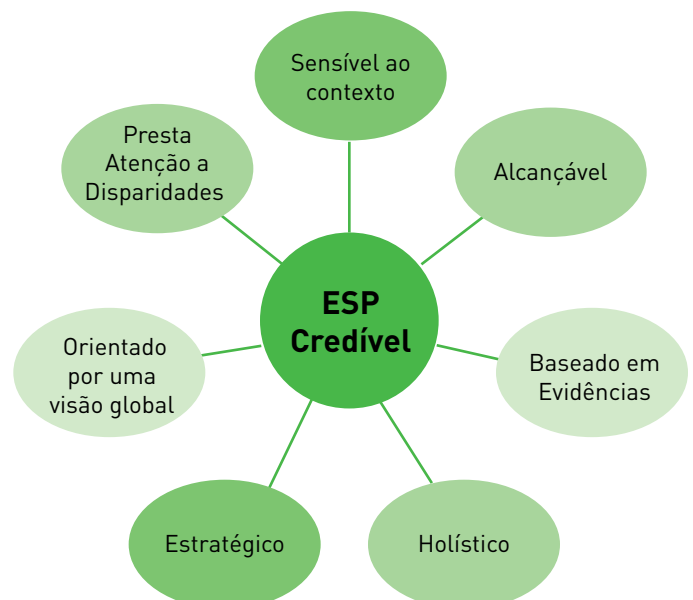 Sensível ao
contexto
Presta
Atenção a
Disparidades
Alcançável
ESP
Credível
Orientado
por uma
visão global
Baseado em
Evidências
Estratégico
Holístico